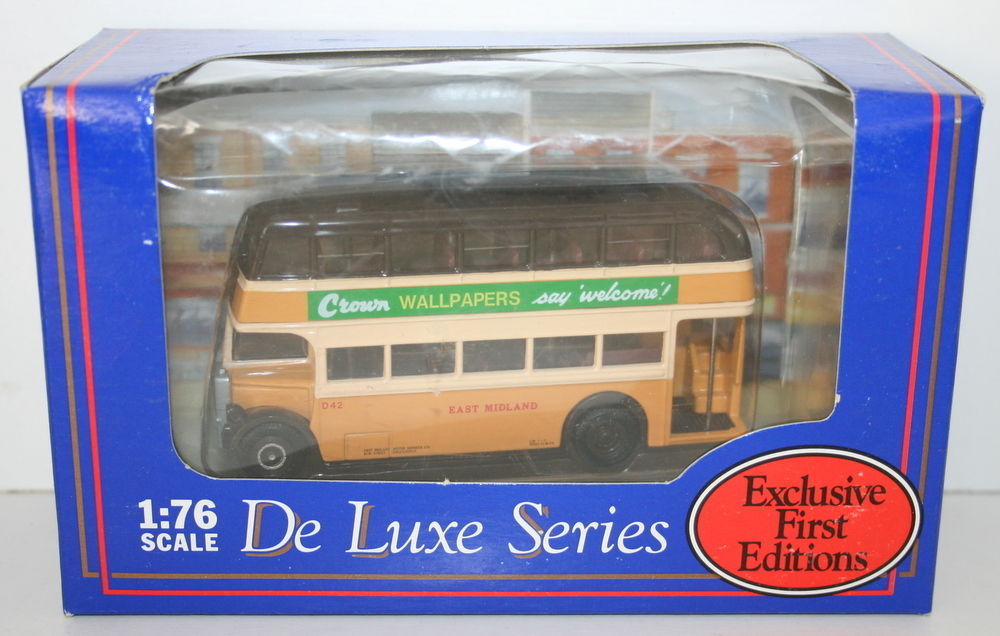 Crown WALLPAPERS say 'welcome'!
D42
EAST MIDLAND
1:76
SCALE
De Luxe Series
Exclusive
First
Editions